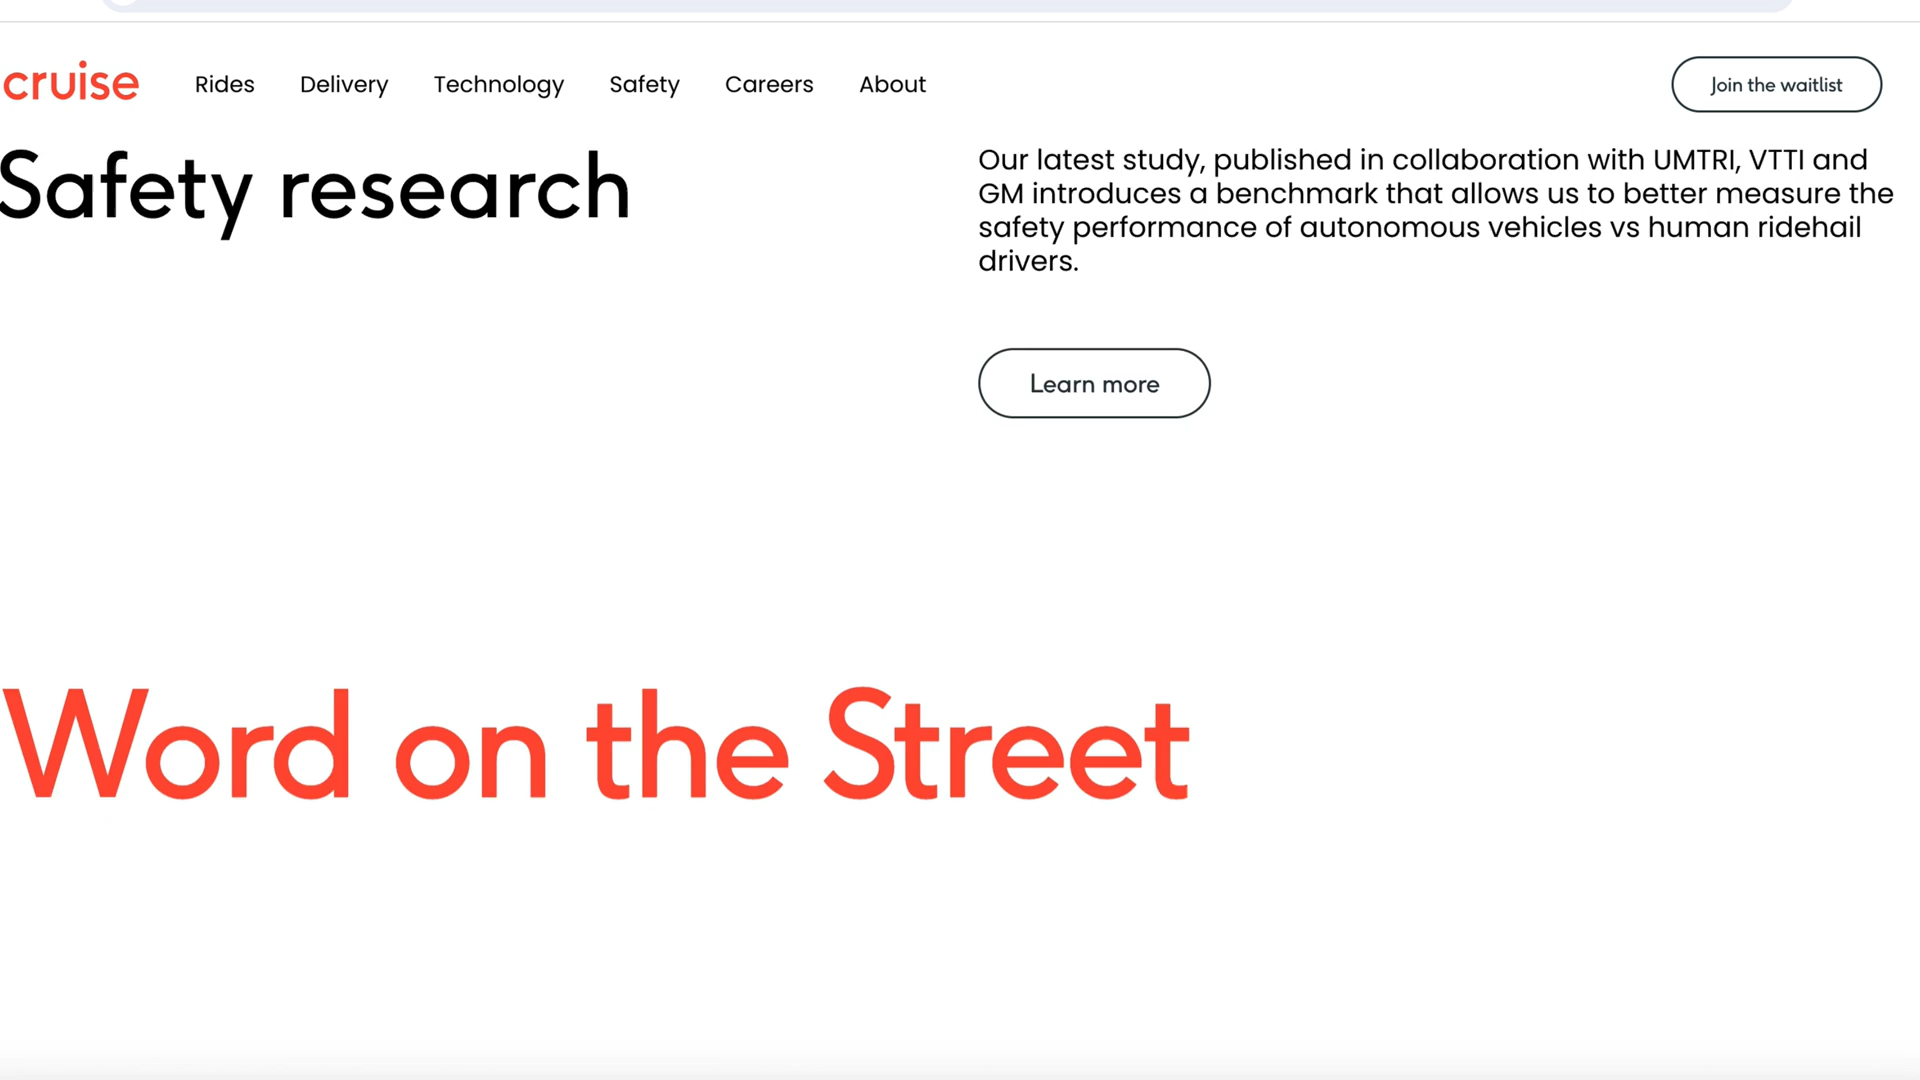 cruise
Rides Delivery Technology Safety Careers About
Join the waitlist
Safety research
Our latest study, published in collaboration with UMTRI, VTTI and
GM introduces a benchmark that allows us to better measure the
safety performance of autonomous vehicles vs human ridehail
drivers.
Learn more
Word on the Street